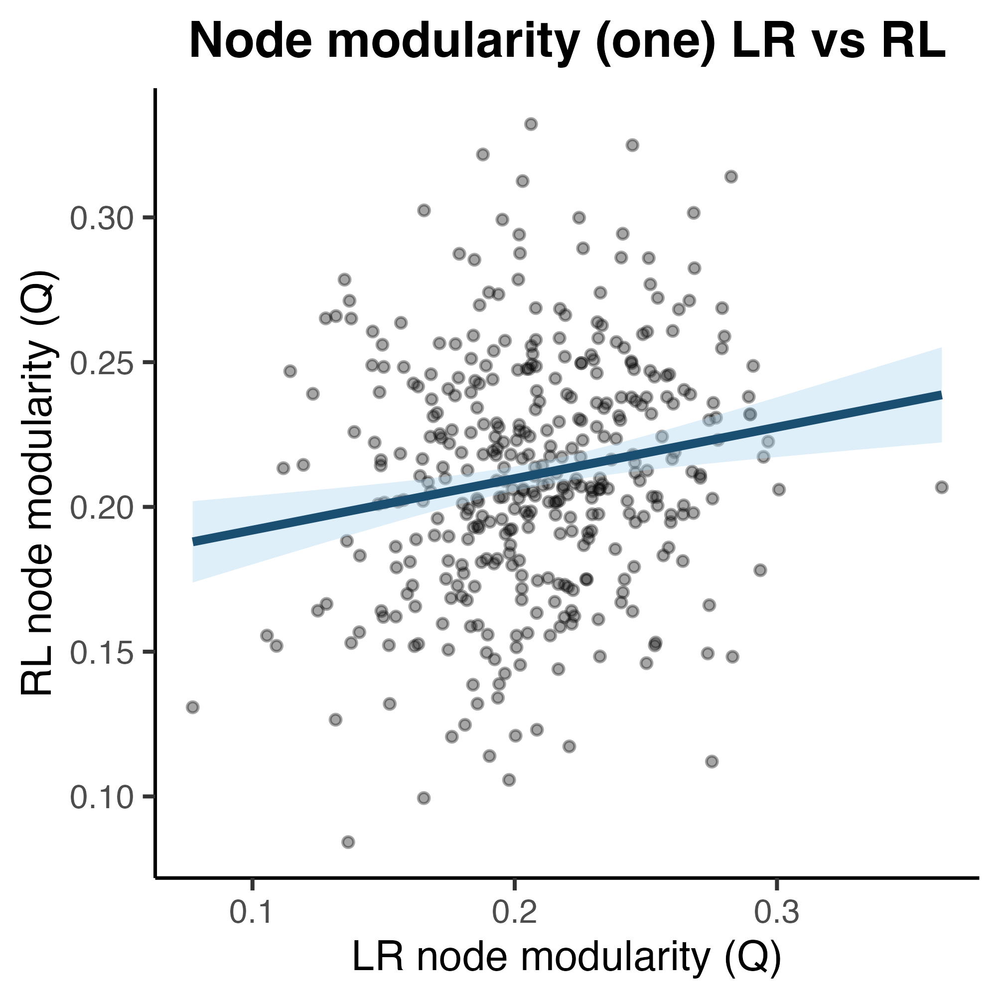 Node modularity (one) LR vs RL
RL node modularity (Q)
0.30
0.25
0.20
0.15
0.10
0.1
0.2
0.3
LR node modularity (Q)